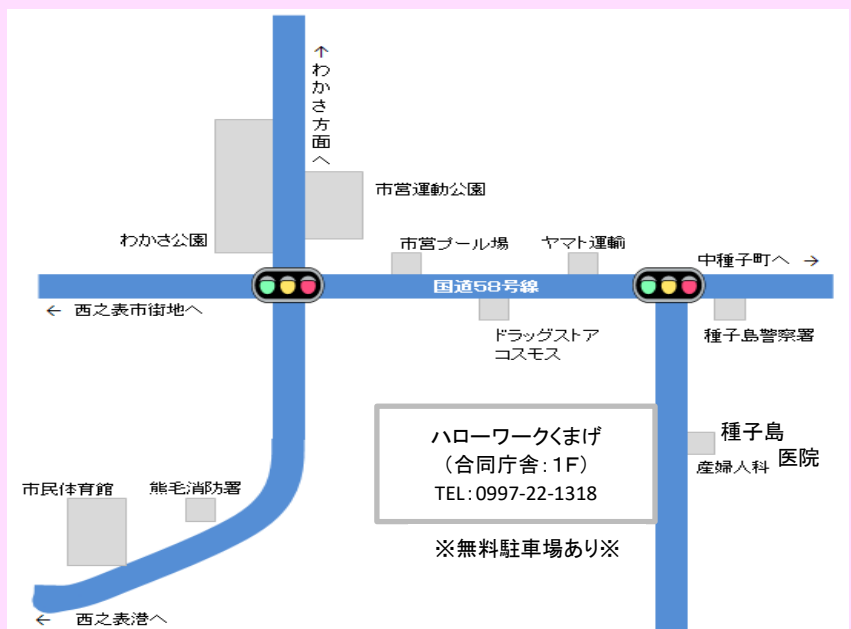 ↑わかさ方面へ
市営運動公園
わかさ公園
市営プール場
ヤマト運輸
中種子町へ →
国道58号線
← 西之表市街地へ
ドラッグストア
コスモス
種子島警察署
ハローワークくまげ
（合同庁舎：１Ｆ）
TEL：0997-22-1318
種子島
産婦人科 医院
市民体育館
熊毛消防署
※無料駐車場あり※
← 西之表港へ